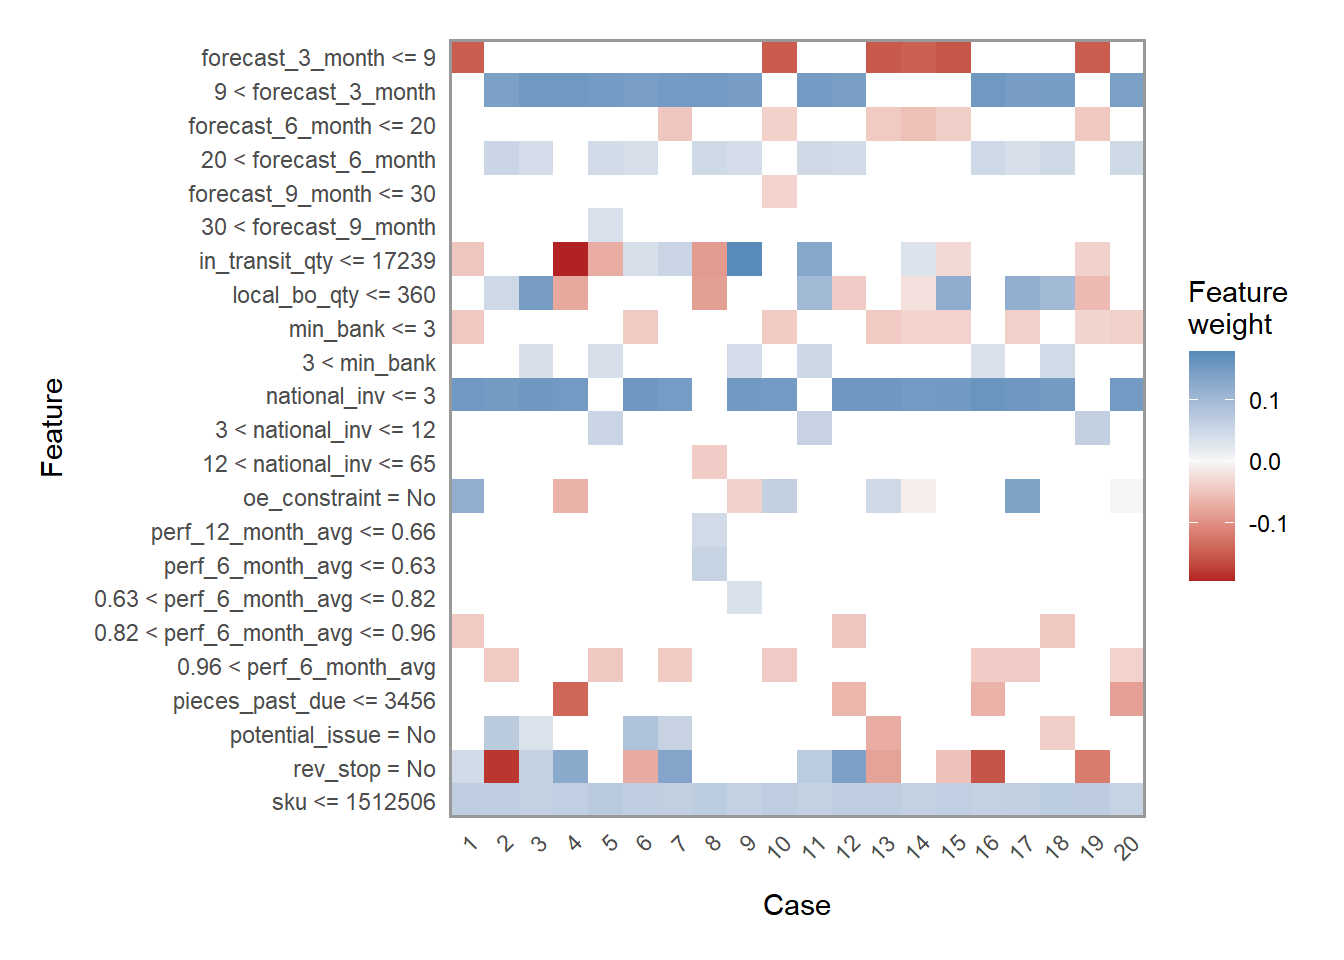 forecast_3_month <= 9
9 < forecast_3_month
forecast_6_month <= 20
20 < forecast_6_month
forecast_9_month <= 30
30 < forecast_9_month
in_transit_qty <= 17239
local_bo_qty <= 360
min_bank <= 3
3 < min_bank
national_inv <= 3
3 < national_inv <= 12
12 < national_inv <= 65
oe_constraint = No
perf_12_month_avg <= 0.66
perf_6_month_avg <= 0.63
0.63 < perf_6_month_avg <= 0.82
0.82 < perf_6_month_avg <= 0.96
0.96 < perf_6_month_avg
pieces_past_due <= 3456
potential_issue = No
rev_stop = No
sku <= 1512506
Feature
1 2 3 4 5 6 7 8 9 10 11 12 13 14 15 16 17 18 19 20
Case
Feature
weight
0.1
0.0
-0.1